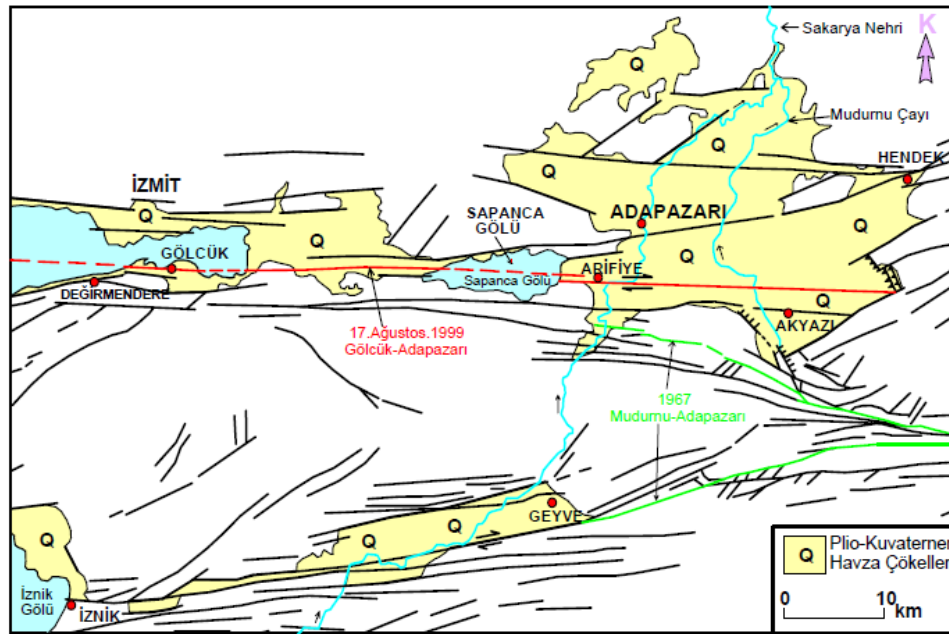 Sakarya Nehri
K
Q
Q
Mudurnu Çayı
Q
HENDEK
İZMİT
Q
SAPANCA
GÖLÜ
ADAPAZARI
Q
Q
Q
GÖLCÜK
ARİFİYE
Sapanca Gölü
DEĞİRMENDERE
Q
AKYAZI
17.Ağustos.1999
Gölcük-Adapazarı
1967
Mudurnu-Adapazarı
GEYVE
Q
Q
Q
İznik
Gölü
İZNİK
Q
Plio-Kuvaterner
Havza Çökelleri
0 10
km